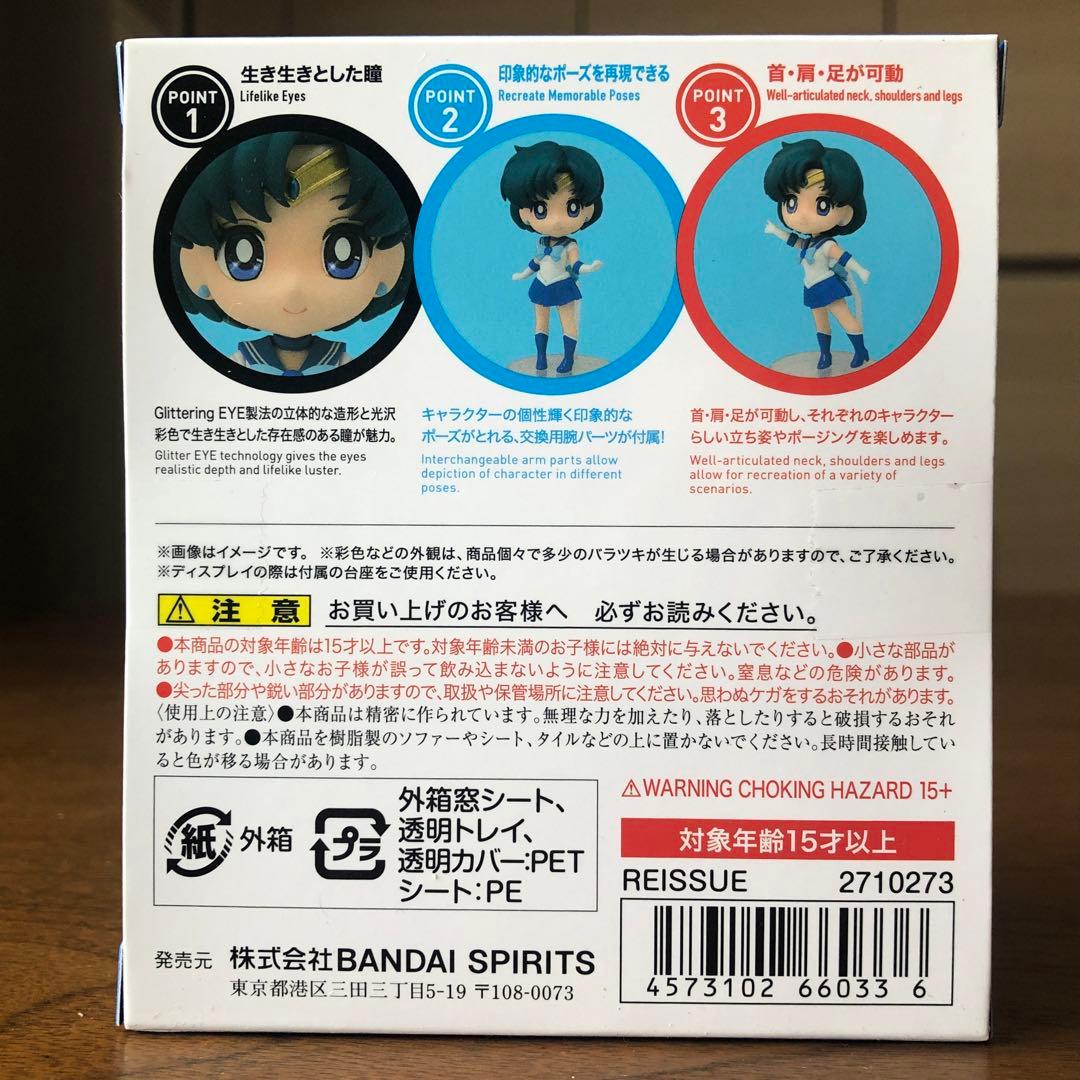 POINT 1
生き生きとした瞳
Lifelike Eyes
POINT 2
印象的なポーズを再現できる
Recreate Memorable Poses
POINT 3
首・肩・足が可動
Well-articulated neck, shoulders and legs
Glittering EYE製法の立体的な造形と光沢
彩色で生き生きとした存在感のある瞳が魅力。
Glitter EYE technology gives the eyes
realistic depth and lifelike luster.
キャラクターの個性輝く印象的な
ポーズがとれる、交換用腕パーツが付属!
Interchangeable arm parts allow
depiction of character in different
poses.
首・肩・足が可動し、それぞれのキャラクター
らしい立ち姿やポージングを楽しめます。
Well-articulated neck, shoulders and legs
allow for recreation of a variety of
scenarios.
※画像はイメージです。 ※彩色などの外観は、商品個々で多少のバラツキが生じる場合がありますので、ご了承ください。
※ディスプレイの際は付属の台座をご使用ください。
⚠注意 お買い上げのお客様へ 必ずお読みください。
●本商品の対象年齢は15才以上です。対象年齢未満のお子様には絶対に与えないでください。●小さな部品が
ありますので、小さなお子様が誤って飲み込まないように注意してください。窒息などの危険があります。
●尖った部分や鋭い部分がありますので、取扱や保管場所に注意してください。思わぬケガをするおそれがあります。
〈使用上の注意〉●本商品は精密に作られています。無理な力を加えたり、落としたりすると破損するおそれ
があります。●本商品を樹脂製のソファーやシート、タイルなどの上に置かないでください。長時間接触してい
ると色が移る場合があります。
紙 外箱
プラ 外箱窓シート、
透明トレイ、
透明カバー:PET
シート:PE
⚠WARNING CHOKING HAZARD 15+
対象年齢15才以上
REISSUE 2710273
4573102 66033 6
発売元 株式会社BANDAI SPIRITS
東京都港区三田三丁目5-19 〒108-0073